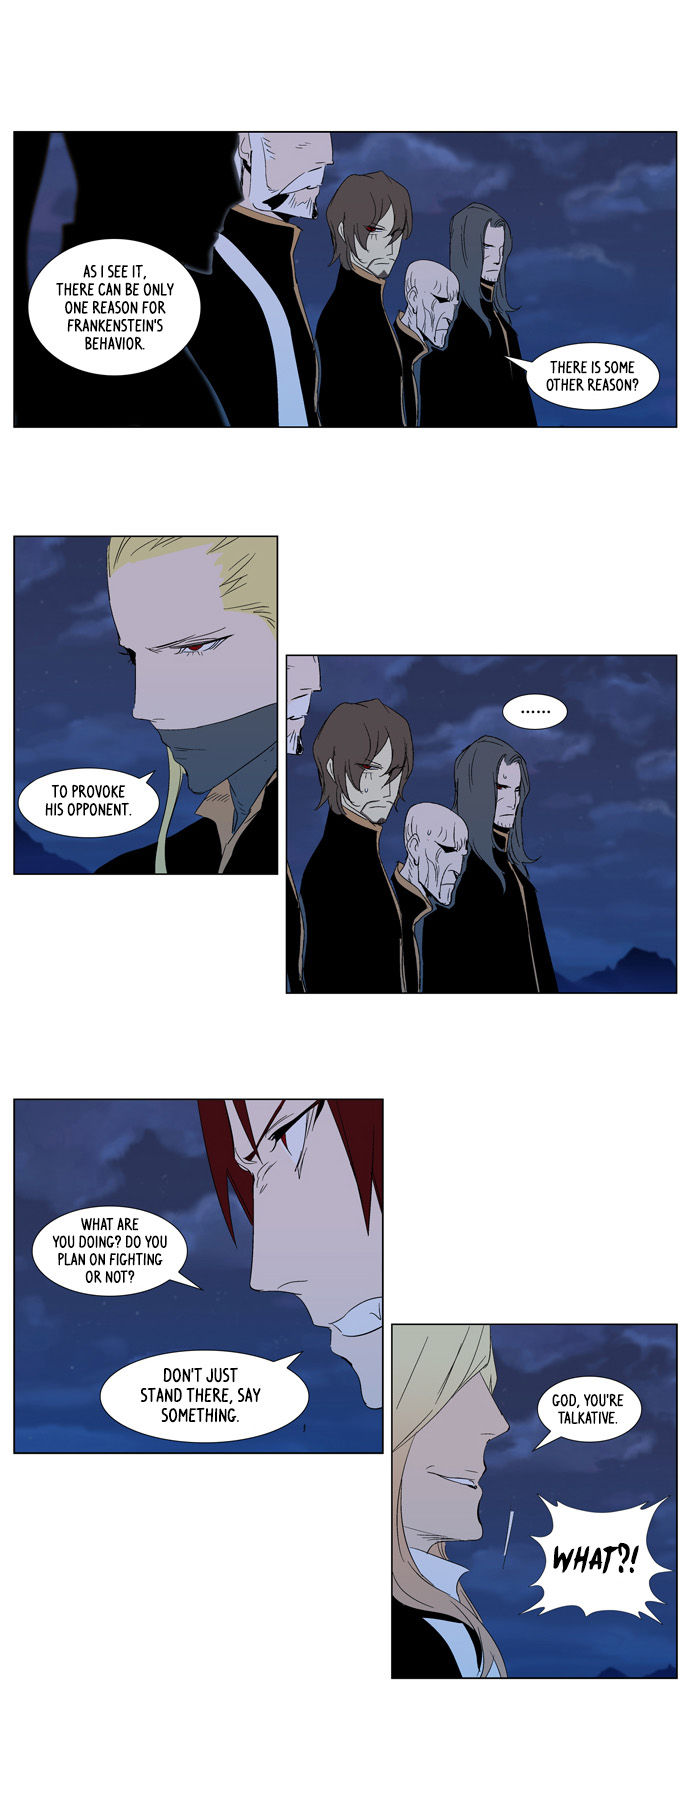 AS I SEE IT,
THERE CAN BE ONLY
ONE REASON FOR
FRANKENSTEIN'S
BEHAVIOR.
THERE IS SOME
OTHER REASON?
TO PROVOKE
HIS OPPONENT.
......
WHAT ARE
YOU DOING? DO YOU
PLAN ON FIGHTING
OR NOT?
DON'T JUST
STAND THERE, SAY
SOMETHING.
GOD, YOU'RE
TALKATIVE.
WHAT?!